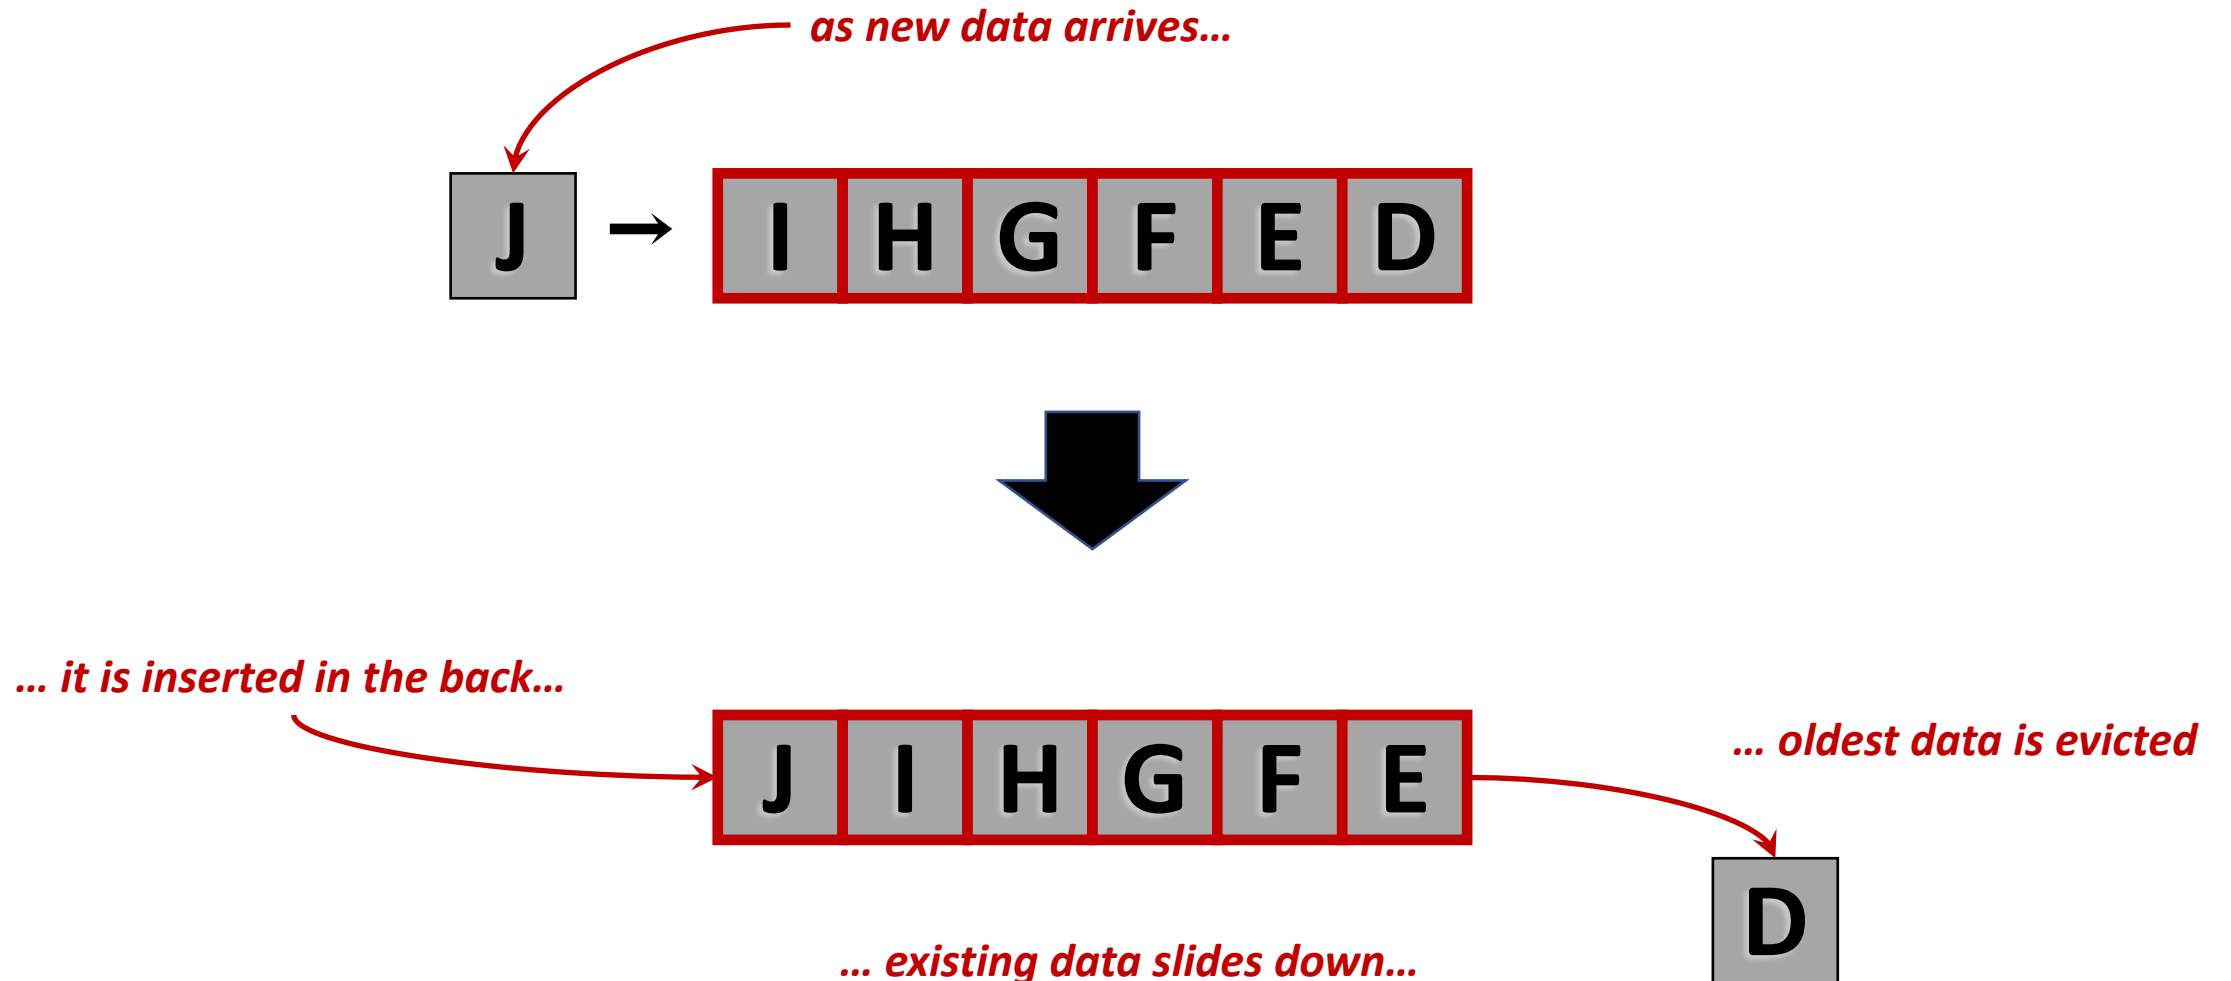 as new data arrives…
J → I H G F E D
… it is inserted in the back…
… oldest data is evicted
J I H G F E
D
… existing data slides down…